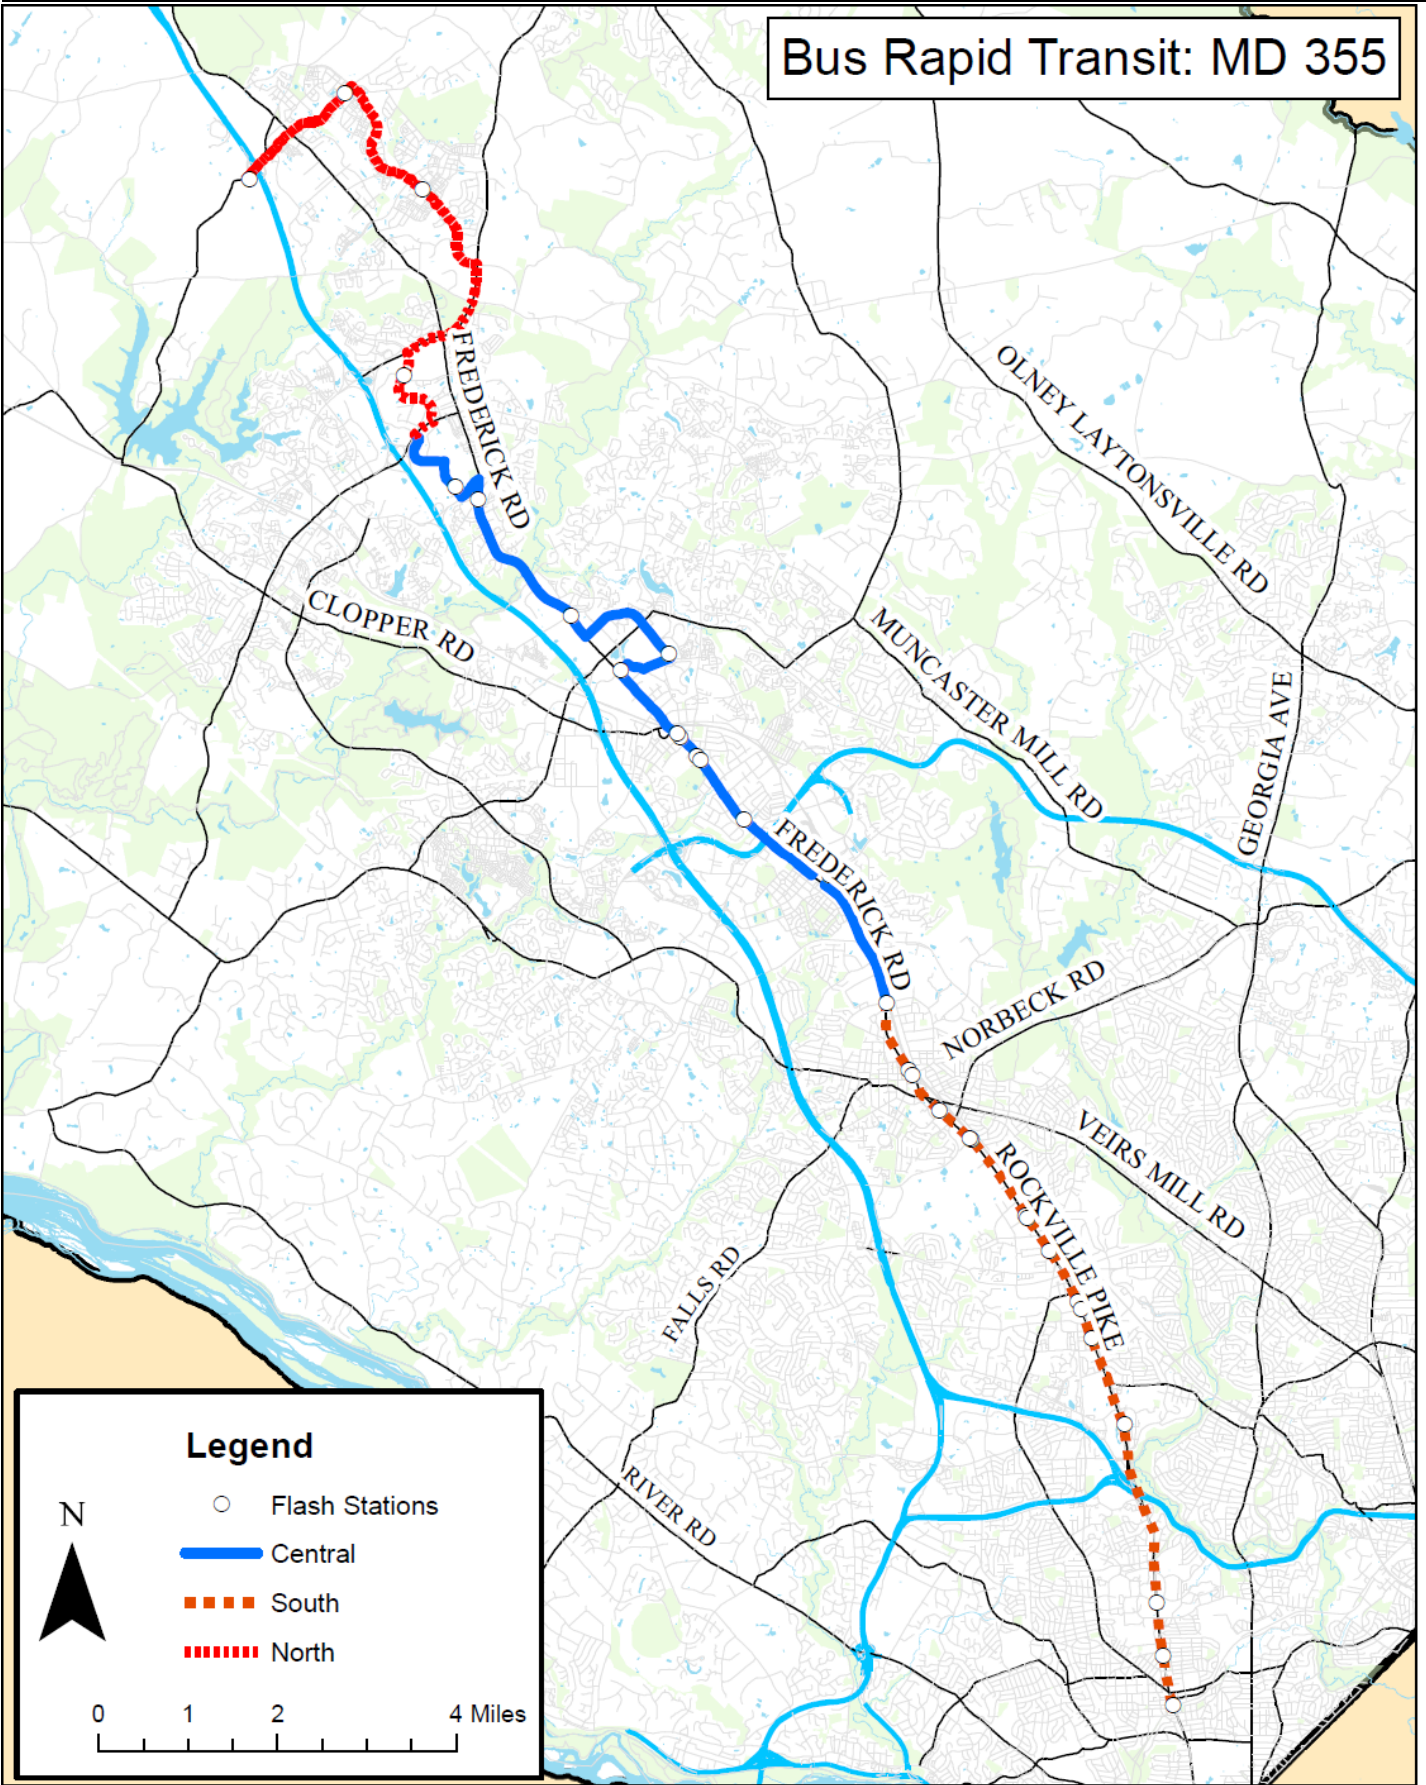 Bus Rapid Transit: MD 355
FREDERICK RD
OLNEY LAYTONSVILLE RD
CLOPPER RD
MUNCASTER MILL RD
GEORGIA AVE
FREDERICK RD
NORBECK RD
VEIRS MILL RD
ROCKVILLE PIKE
FALLS RD
RIVER RD
Legend
N
Flash Stations
Central
South
North
0 1 2 4 Miles